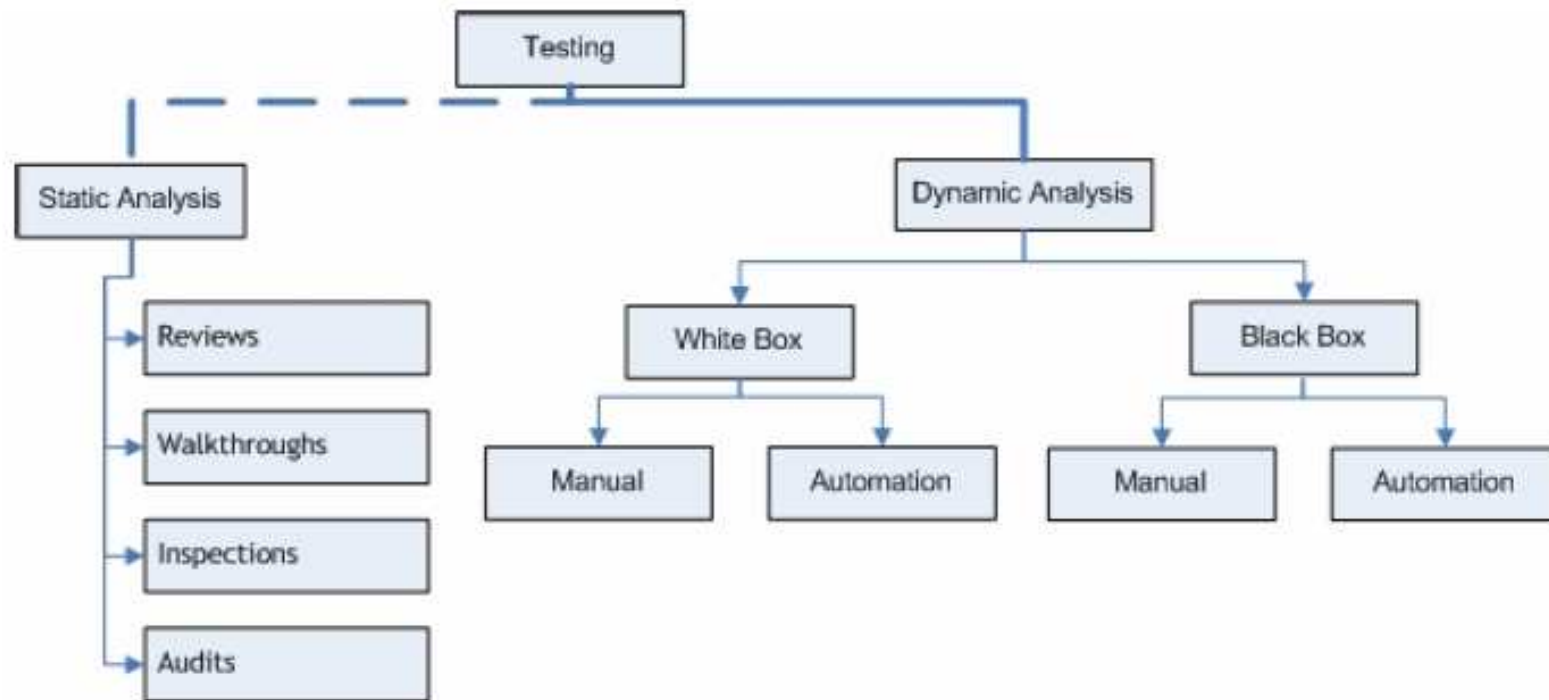 Testing
Static Analysis
Dynamic Analysis
Reviews
Walkthroughs
Inspections
Audits
White Box
Black Box
Manual
Automation
Manual
Automation